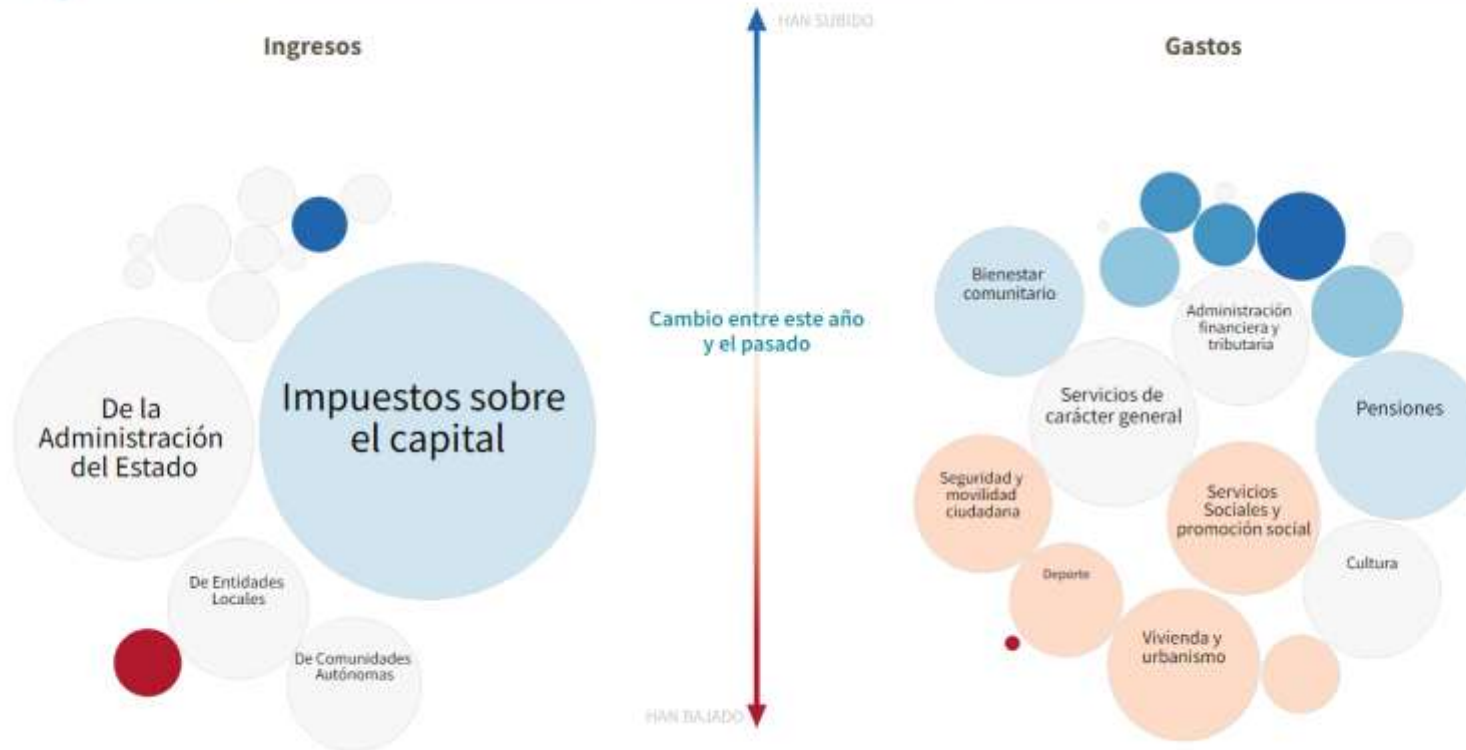 HAN SUBIDO
Ingresos
Gastos
Bienestar
comunitario
Administración
financiera y
tributaria
Cambio entre este año
y el pasado
De la
Administración
del Estado
Impuestos sobre
el capital
Servicios de
carácter general
Pensiones
Seguridad y
movilidad
ciudadana
Servicios
Sociales y
promoción social
De Entidades
Locales
Deporte
Cultura
De Comunidades
Autónomas
Vivienda y
urbanismo
HAN BAJADO